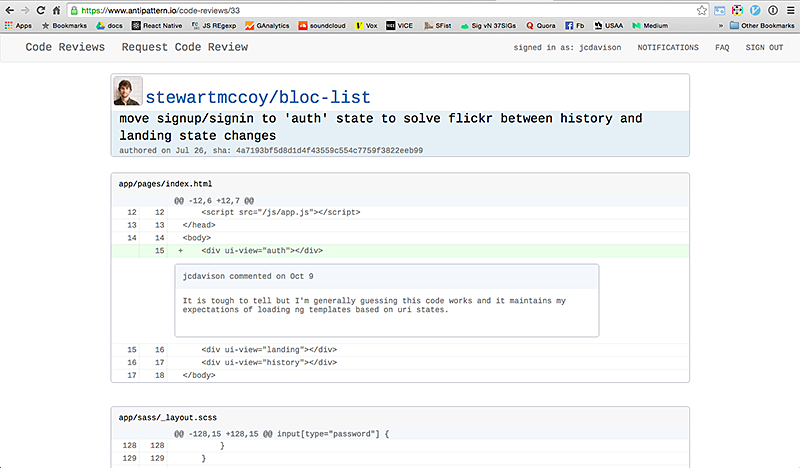 https://www.antipattern.io/code-reviews/33
Apps Bookmarks docs React Native JS REgexp GAnalytics soundcloud Vox VICE SFist Sig vN 37SIGs Quora Fb USAA Medium » Other Bookmarks
Code Reviews Request Code Review signed in as: jcdavison NOTIFICATIONS FAQ SIGN OUT
stewartmccoy/bloc-list
move signup/signin to 'auth' state to solve flickr between history and
landing state changes
authored on Jul 26, sha: 4a7193bf5d8d1d4f43559c554c7759f3822eeb99
app/pages/index.html
@@ -12,6 +12,7 @@
12 12 <script src="/js/app.js"></script>
13 13 </head>
14 14 <body>
15 + <div ui-view="auth"></div>
jcdavison commented on Oct 9
It is tough to tell but I'm generally guessing this code works and it maintains my
expectations of loading ng templates based on uri states.
15 16 <div ui-view="landing"></div>
16 17 <div ui-view="history"></div>
17 18 </body>
app/sass/_layout.scss
@@ -128,15 +128,15 @@ input[type="password"] {
128 128 }
129 129 }